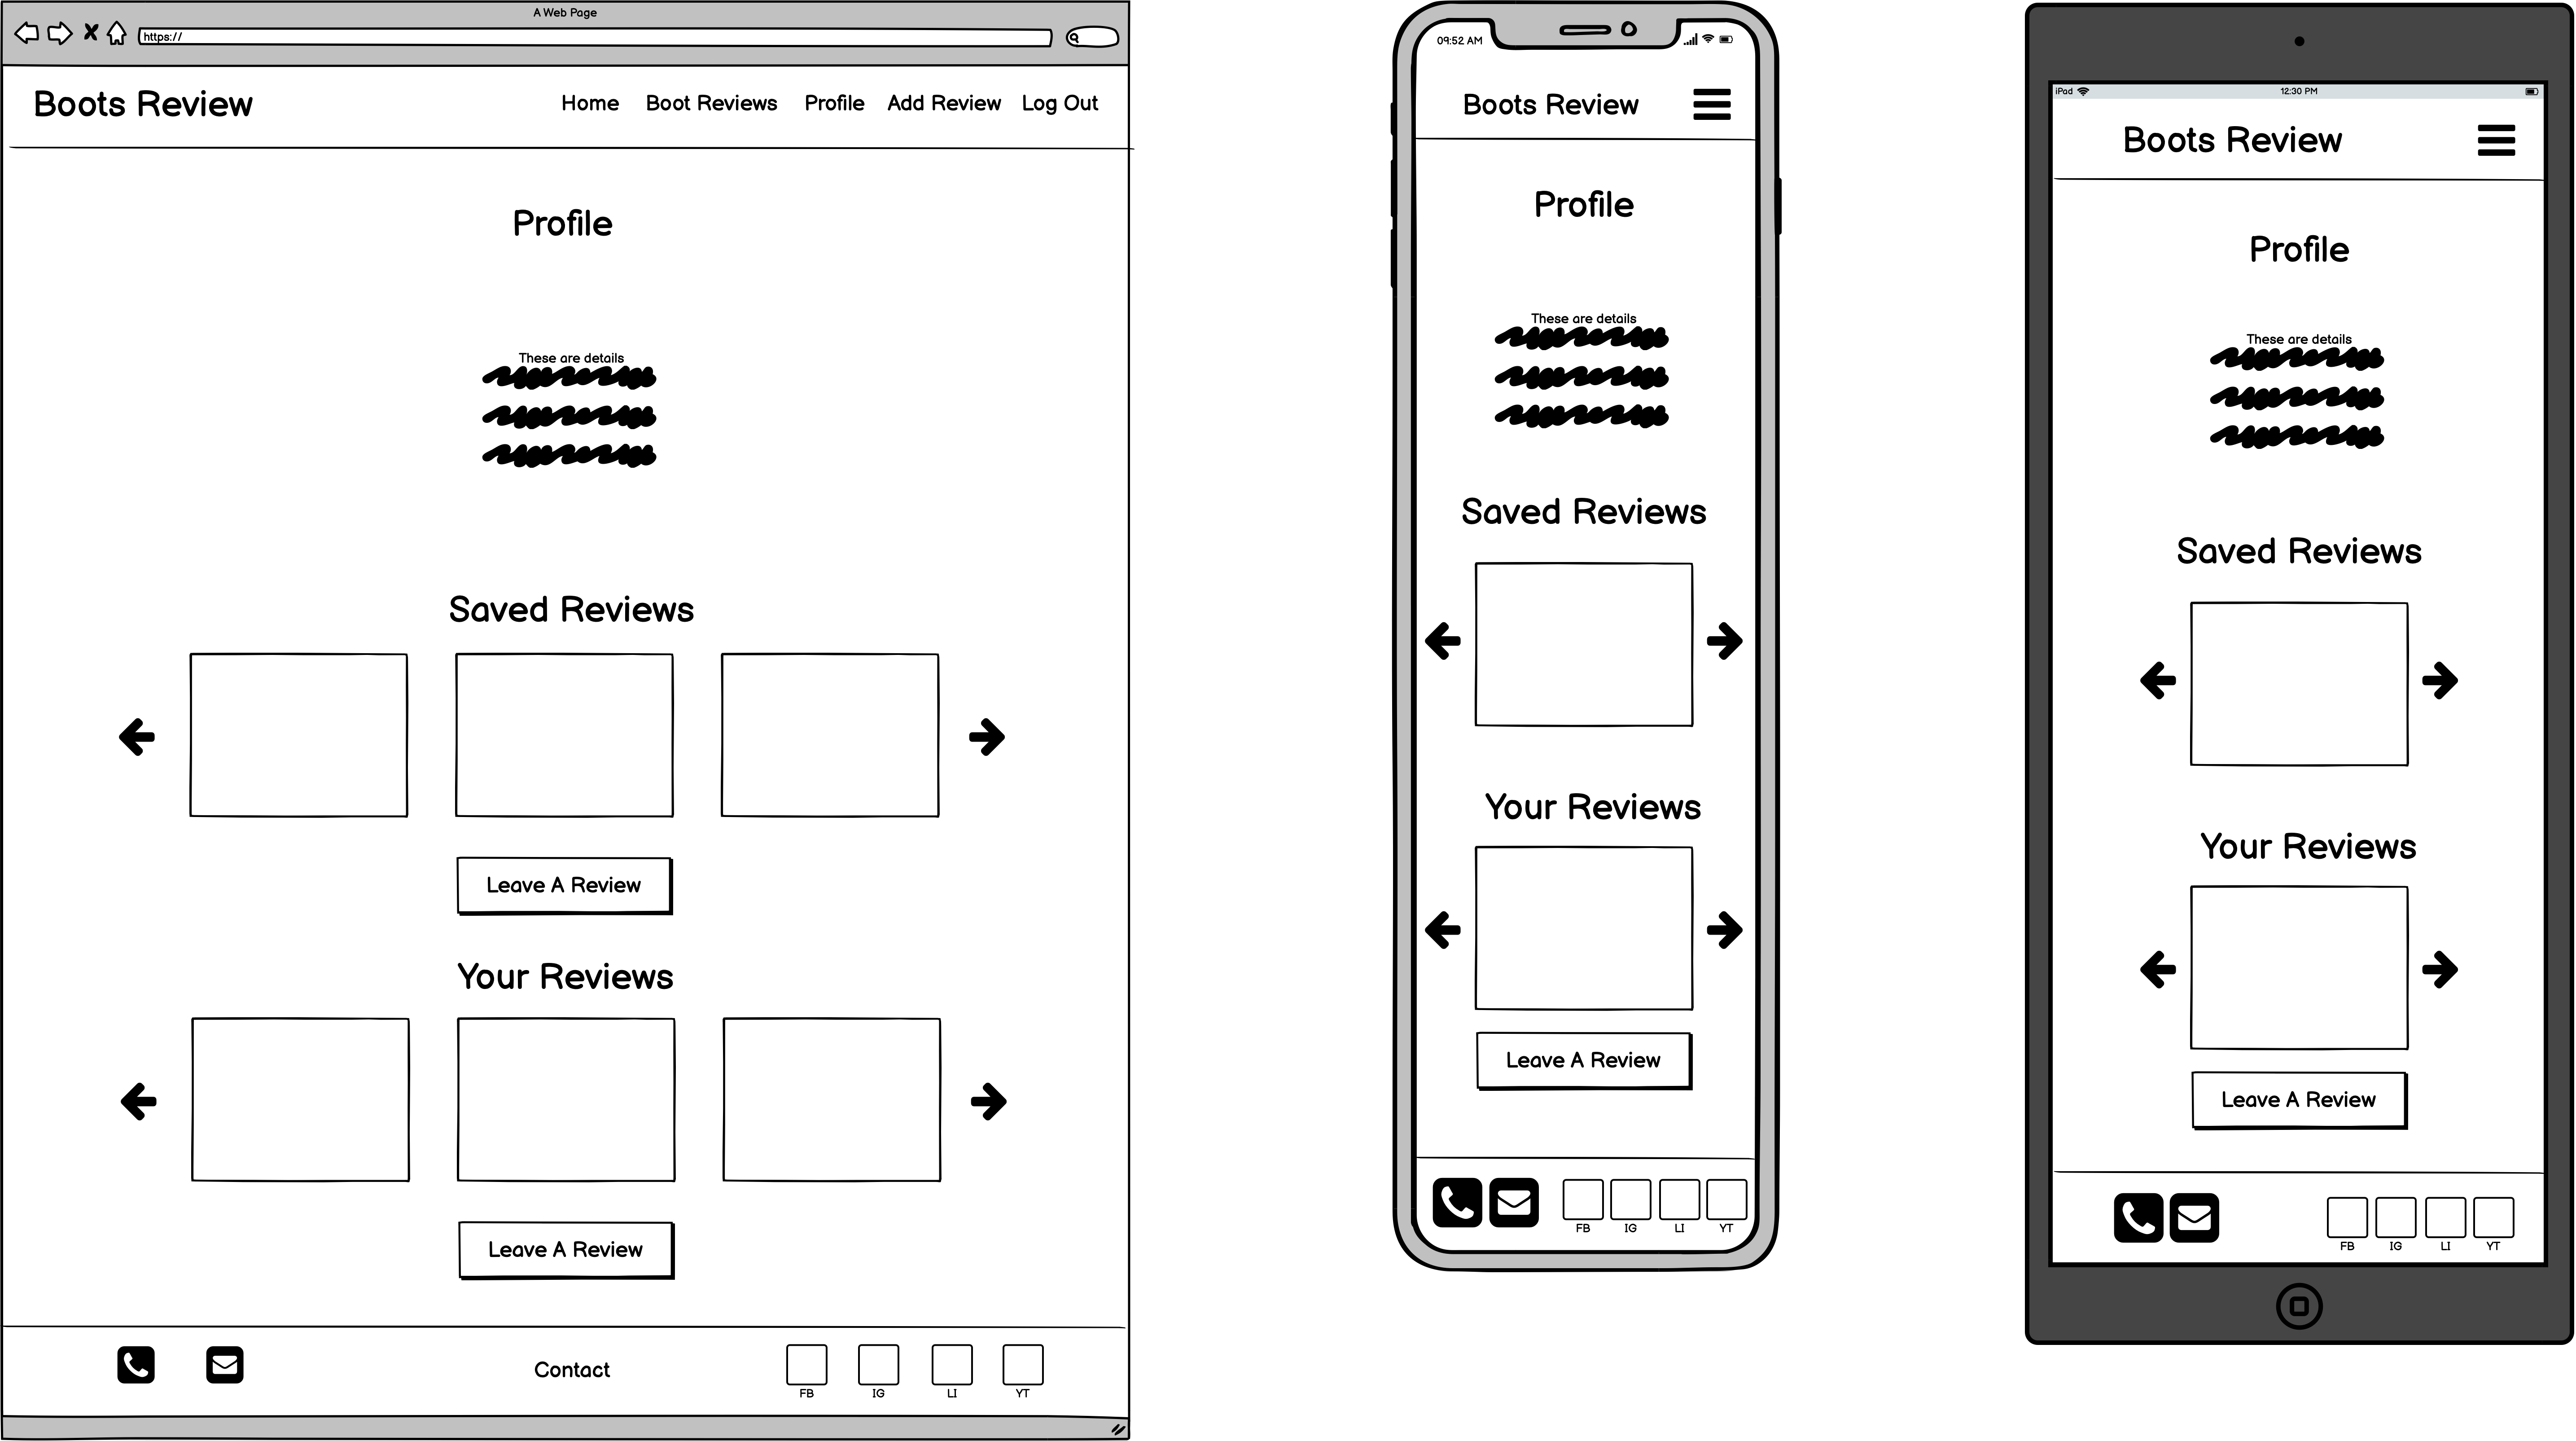 A Web Page
https://
Boots Review
Home Boot Reviews Profile Add Review Log Out
Profile
These are details
Saved Reviews
Leave A Review
Your Reviews
Leave A Review
Contact
FB IG LI YT
09:52 AM
Boots Review
Profile
These are details
Saved Reviews
Your Reviews
Leave A Review
FB IG LI YT
iPad 12:30 PM
Boots Review
Profile
These are details
Saved Reviews
Your Reviews
Leave A Review
FB IG LI YT